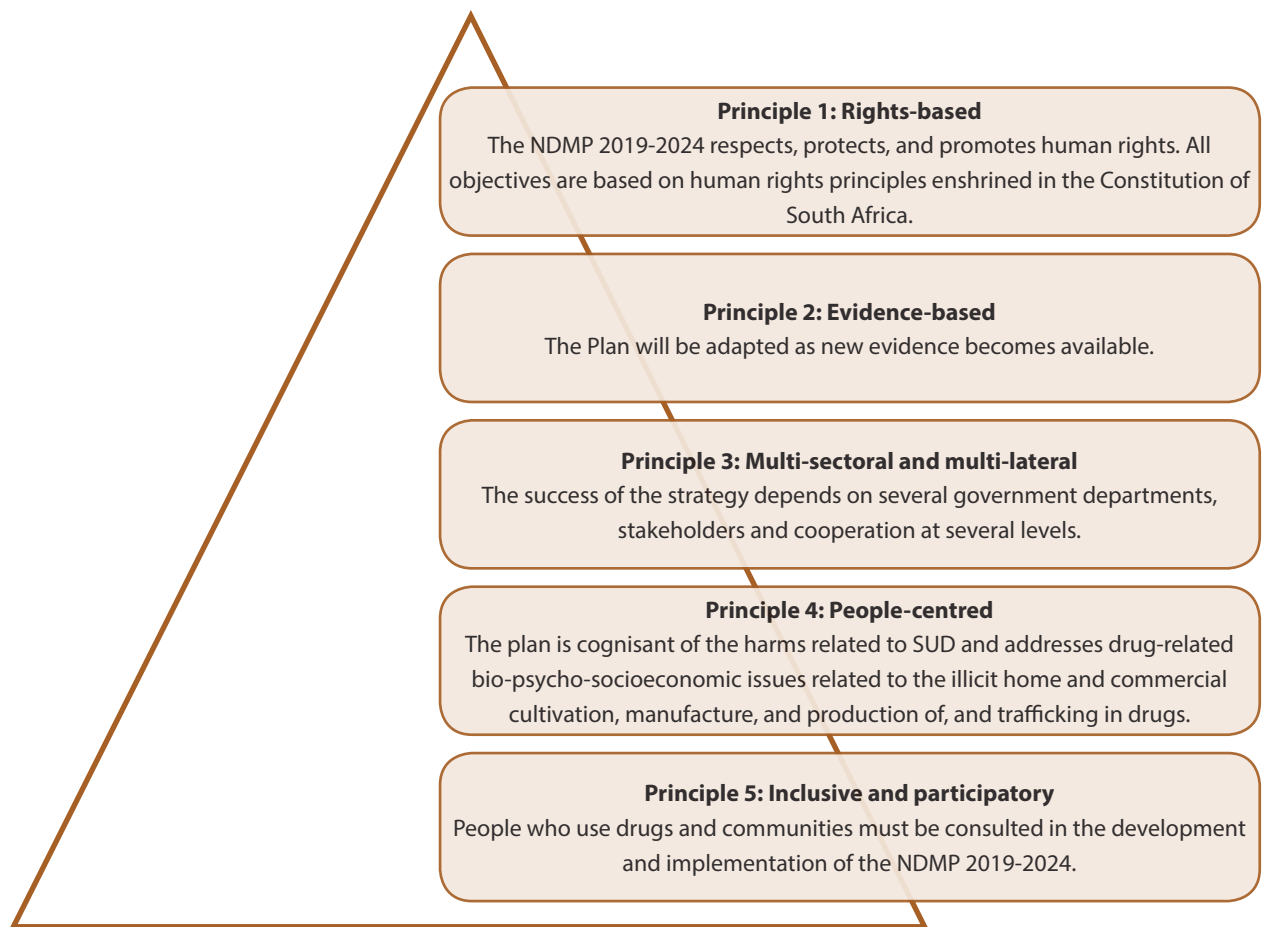 Principle 1: Rights-based
The NDMP 2019-2024 respects, protects, and promotes human rights. All
objectives are based on human rights principles enshrined in the Constitution of
South Africa.
Principle 2: Evidence-based
The Plan will be adapted as new evidence becomes available.
Principle 3: Multi-sectoral and multi-lateral
The success of the strategy depends on several government departments,
stakeholders and cooperation at several levels.
Principle 4: People-centred
The plan is cognisant of the harms related to SUD and addresses drug-related
bio-psycho-socioeconomic issues related to the illicit home and commercial
cultivation, manufacture, and production of, and trafficking in drugs.
Principle 5: Inclusive and participatory
People who use drugs and communities must be consulted in the development
and implementation of the NDMP 2019-2024.